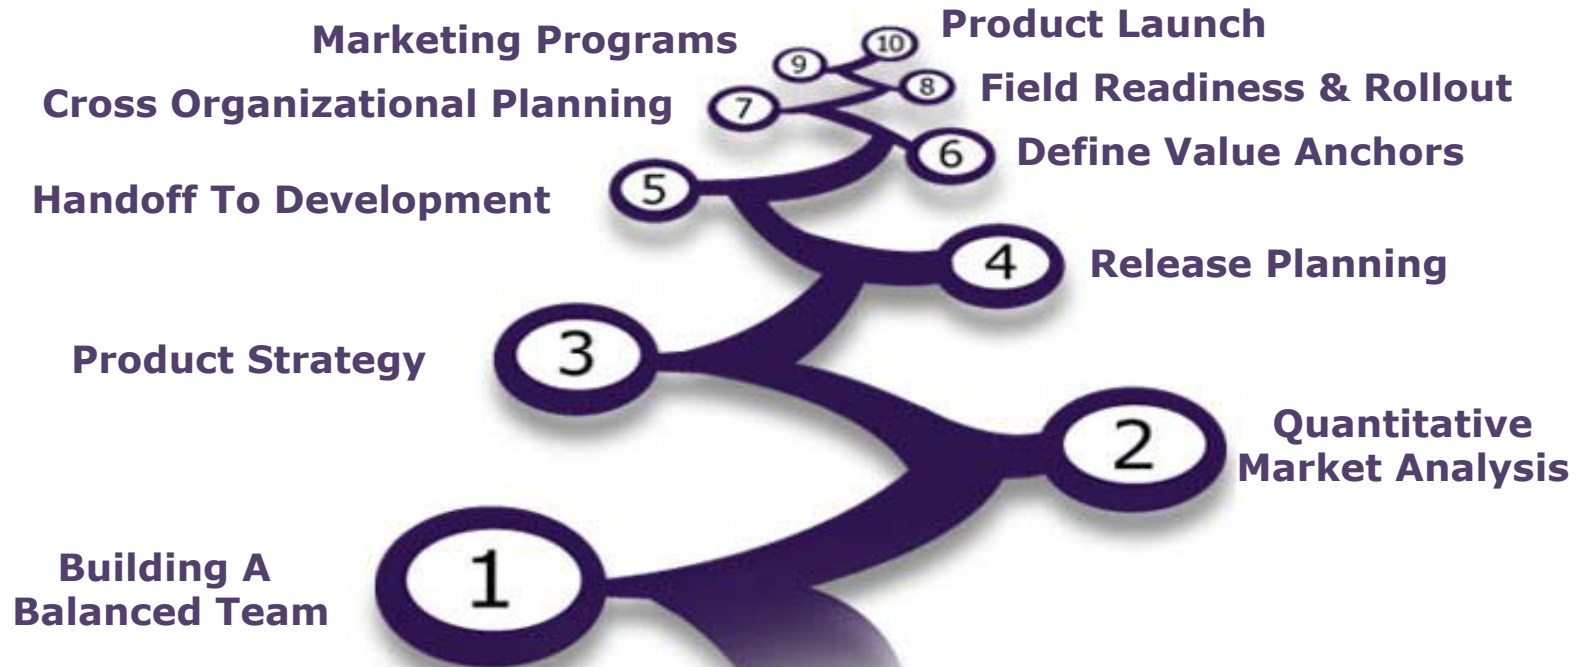 Marketing Programs
10
Product Launch
9
Cross Organizational Planning
7
8
Field Readiness & Rollout
6
Define Value Anchors
Handoff To Development
5
4
Release Planning
Product Strategy
3
2
Quantitative
Market Analysis
Building A
Balanced Team
1